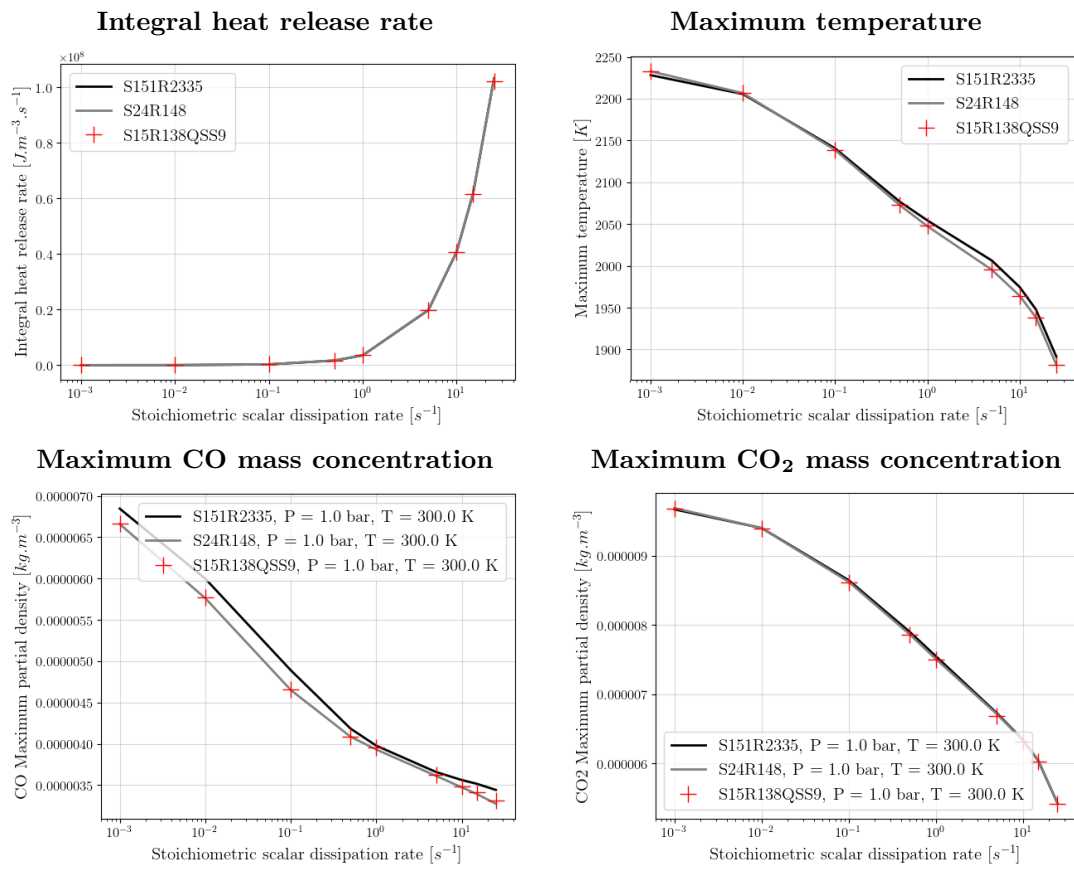 Integral heat release rate
×10⁸
1.0
0.8
0.6
0.4
0.2
0.0
Integral heat release rate [J.m⁻³.s⁻¹]
S151R2335
S24R148
S15R138QSS9
10⁻³ 10⁻² 10⁻¹ 10⁰ 10¹
Stoichiometric scalar dissipation rate [s⁻¹]
Maximum temperature
2250
2200
2150
2100
2050
2000
1950
1900
Maximum temperature [K]
S151R2335
S24R148
S15R138QSS9
10⁻³ 10⁻² 10⁻¹ 10⁰ 10¹
Stoichiometric scalar dissipation rate [s⁻¹]
Maximum CO mass concentration
0.0000070
0.0000065
0.0000060
0.0000055
0.0000050
0.0000045
0.0000040
0.0000035
CO Maximum partial density [kg.m⁻³]
S151R2335, P = 1.0 bar, T = 300.0 K
S24R148, P = 1.0 bar, T = 300.0 K
S15R138QSS9, P = 1.0 bar, T = 300.0 K
10⁻³ 10⁻² 10⁻¹ 10⁰ 10¹
Stoichiometric scalar dissipation rate [s⁻¹]
Maximum CO₂ mass concentration
0.000009
0.000008
0.000007
0.000006
CO2 Maximum partial density [kg.m⁻³]
S151R2335, P = 1.0 bar, T = 300.0 K
S24R148, P = 1.0 bar, T = 300.0 K
S15R138QSS9, P = 1.0 bar, T = 300.0 K
10⁻³ 10⁻² 10⁻¹ 10⁰ 10¹
Stoichiometric scalar dissipation rate [s⁻¹]